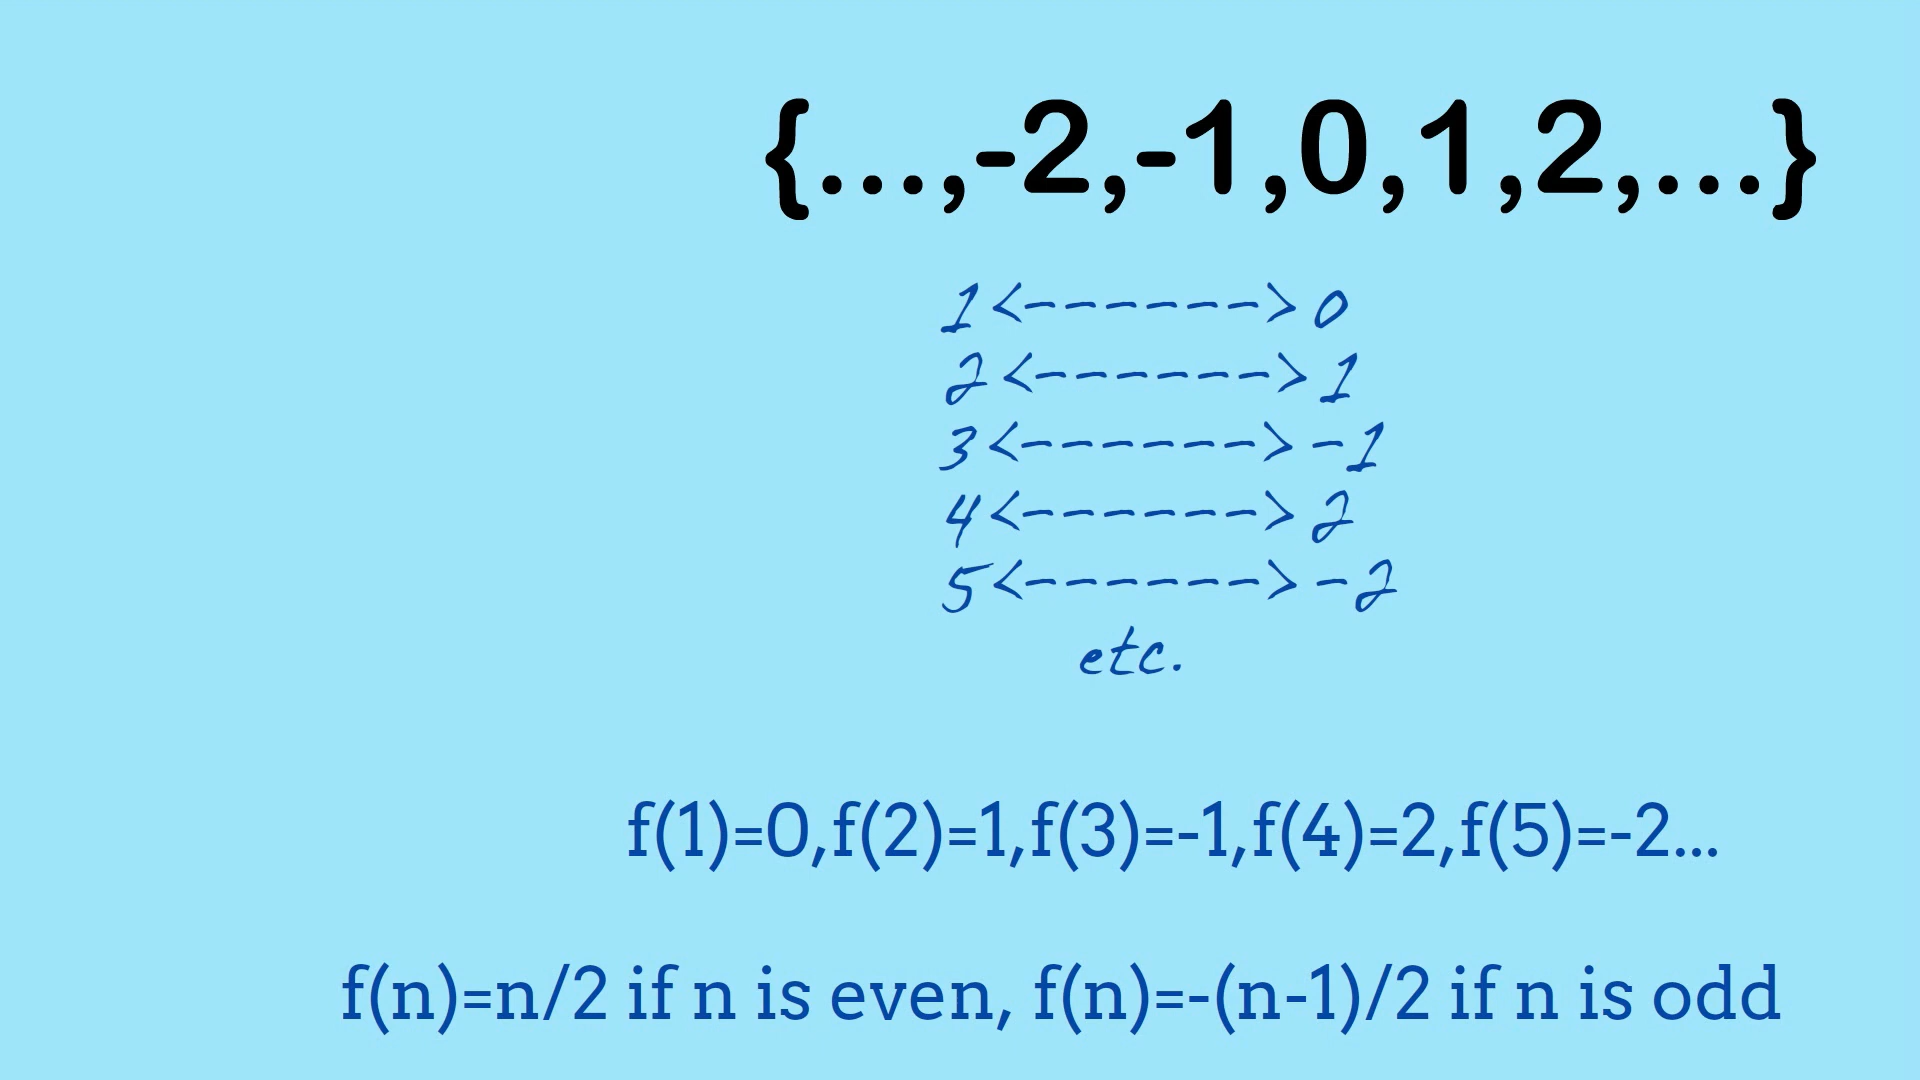 {...,-2,-1,0,1,2,...}
1<------>0
2<------>1
3<------>-1
4<------>2
5<------>-2
etc.
f(1)=0,f(2)=1,f(3)=-1,f(4)=2,f(5)=-2...
f(n)=n/2 if n is even, f(n)=-(n-1)/2 if n is odd